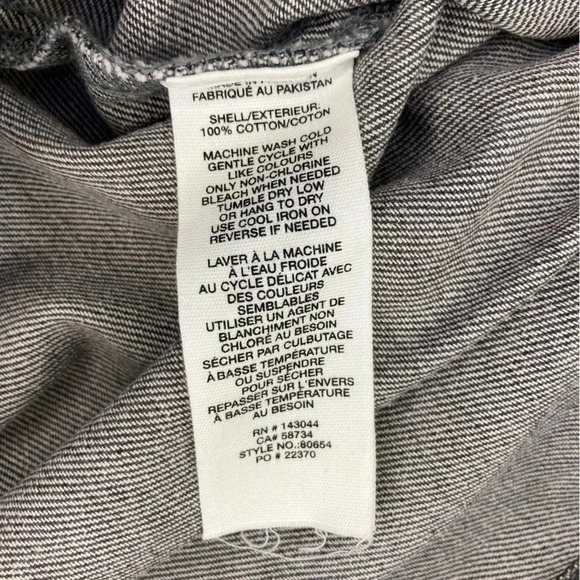 FABRIQUÉ AU PAKISTAN
SHELL/EXTERIEUR:
100% COTTON/COTON
MACHINE WASH COLD
GENTLE CYCLE WITH
LIKE COLOURS
ONLY NON-CHLORINE
BLEACH WHEN NEEDED
TUMBLE DRY LOW
OR HANG TO DRY
USE COOL IRON ON
REVERSE IF NEEDED
LAVER À LA MACHINE
À L'EAU FROIDE
AU CYCLE DÉLICAT AVEC
DES COULEURS
SEMBLABLES
UTILISER UN AGENT DE
BLANCHIMENT NON
CHLORÉ AU BESOIN
SÉCHER PAR CULBUTAGE
À BASSE TEMPÉRATURE
OU SUSPENDRE
POUR SÉCHER
REPASSER SUR L'ENVERS
À BASSE TEMPÉRATURE
AU BESOIN
RN # 143044
CA# 58734
STYLE NO.:80654
PO # 22370